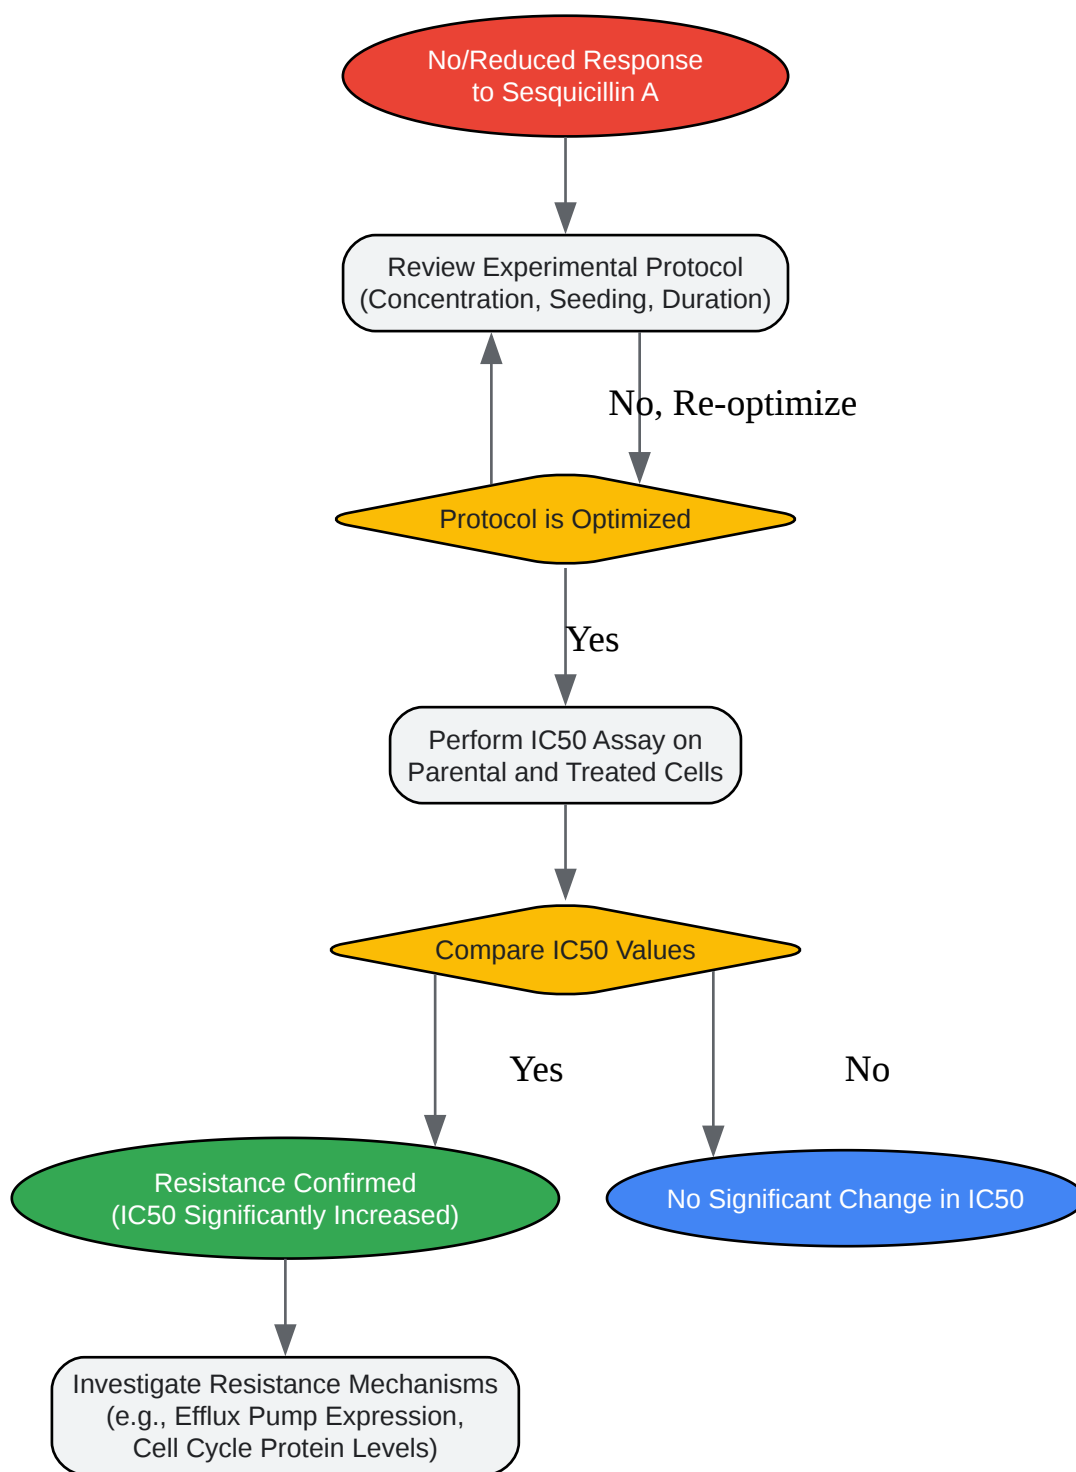 No/Reduced Response
to Sesquicillin A
Review Experimental Protocol
(Concentration, Seeding, Duration)
No, Re-optimize
Protocol is Optimized
Yes
Perform IC50 Assay on
Parental and Treated Cells
Compare IC50 Values
Yes
No
Resistance Confirmed
(IC50 Significantly Increased)
No Significant Change in IC50
Investigate Resistance Mechanisms
(e.g., Efflux Pump Expression,
Cell Cycle Protein Levels)